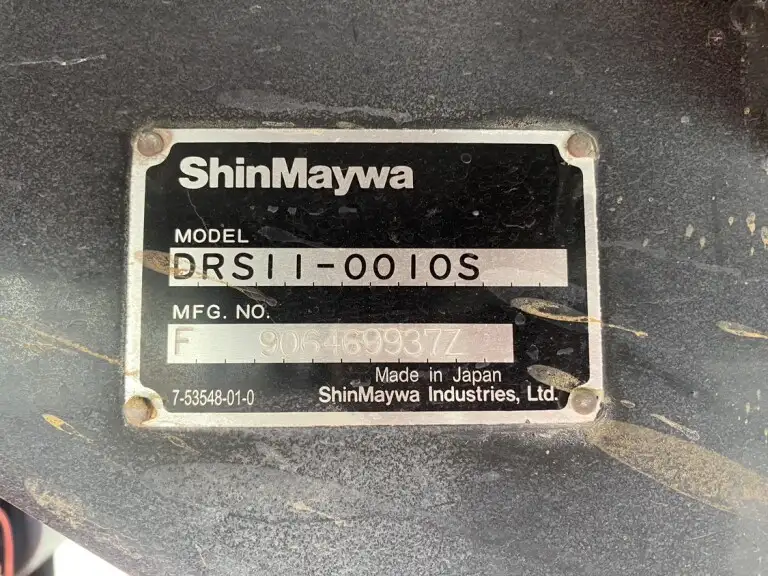 ShinMaywa
MODEL
DRS11-0010S
MFG. NO.
F 906469937Z
Made in Japan
7-53548-01-0 ShinMaywa Industries, Ltd.